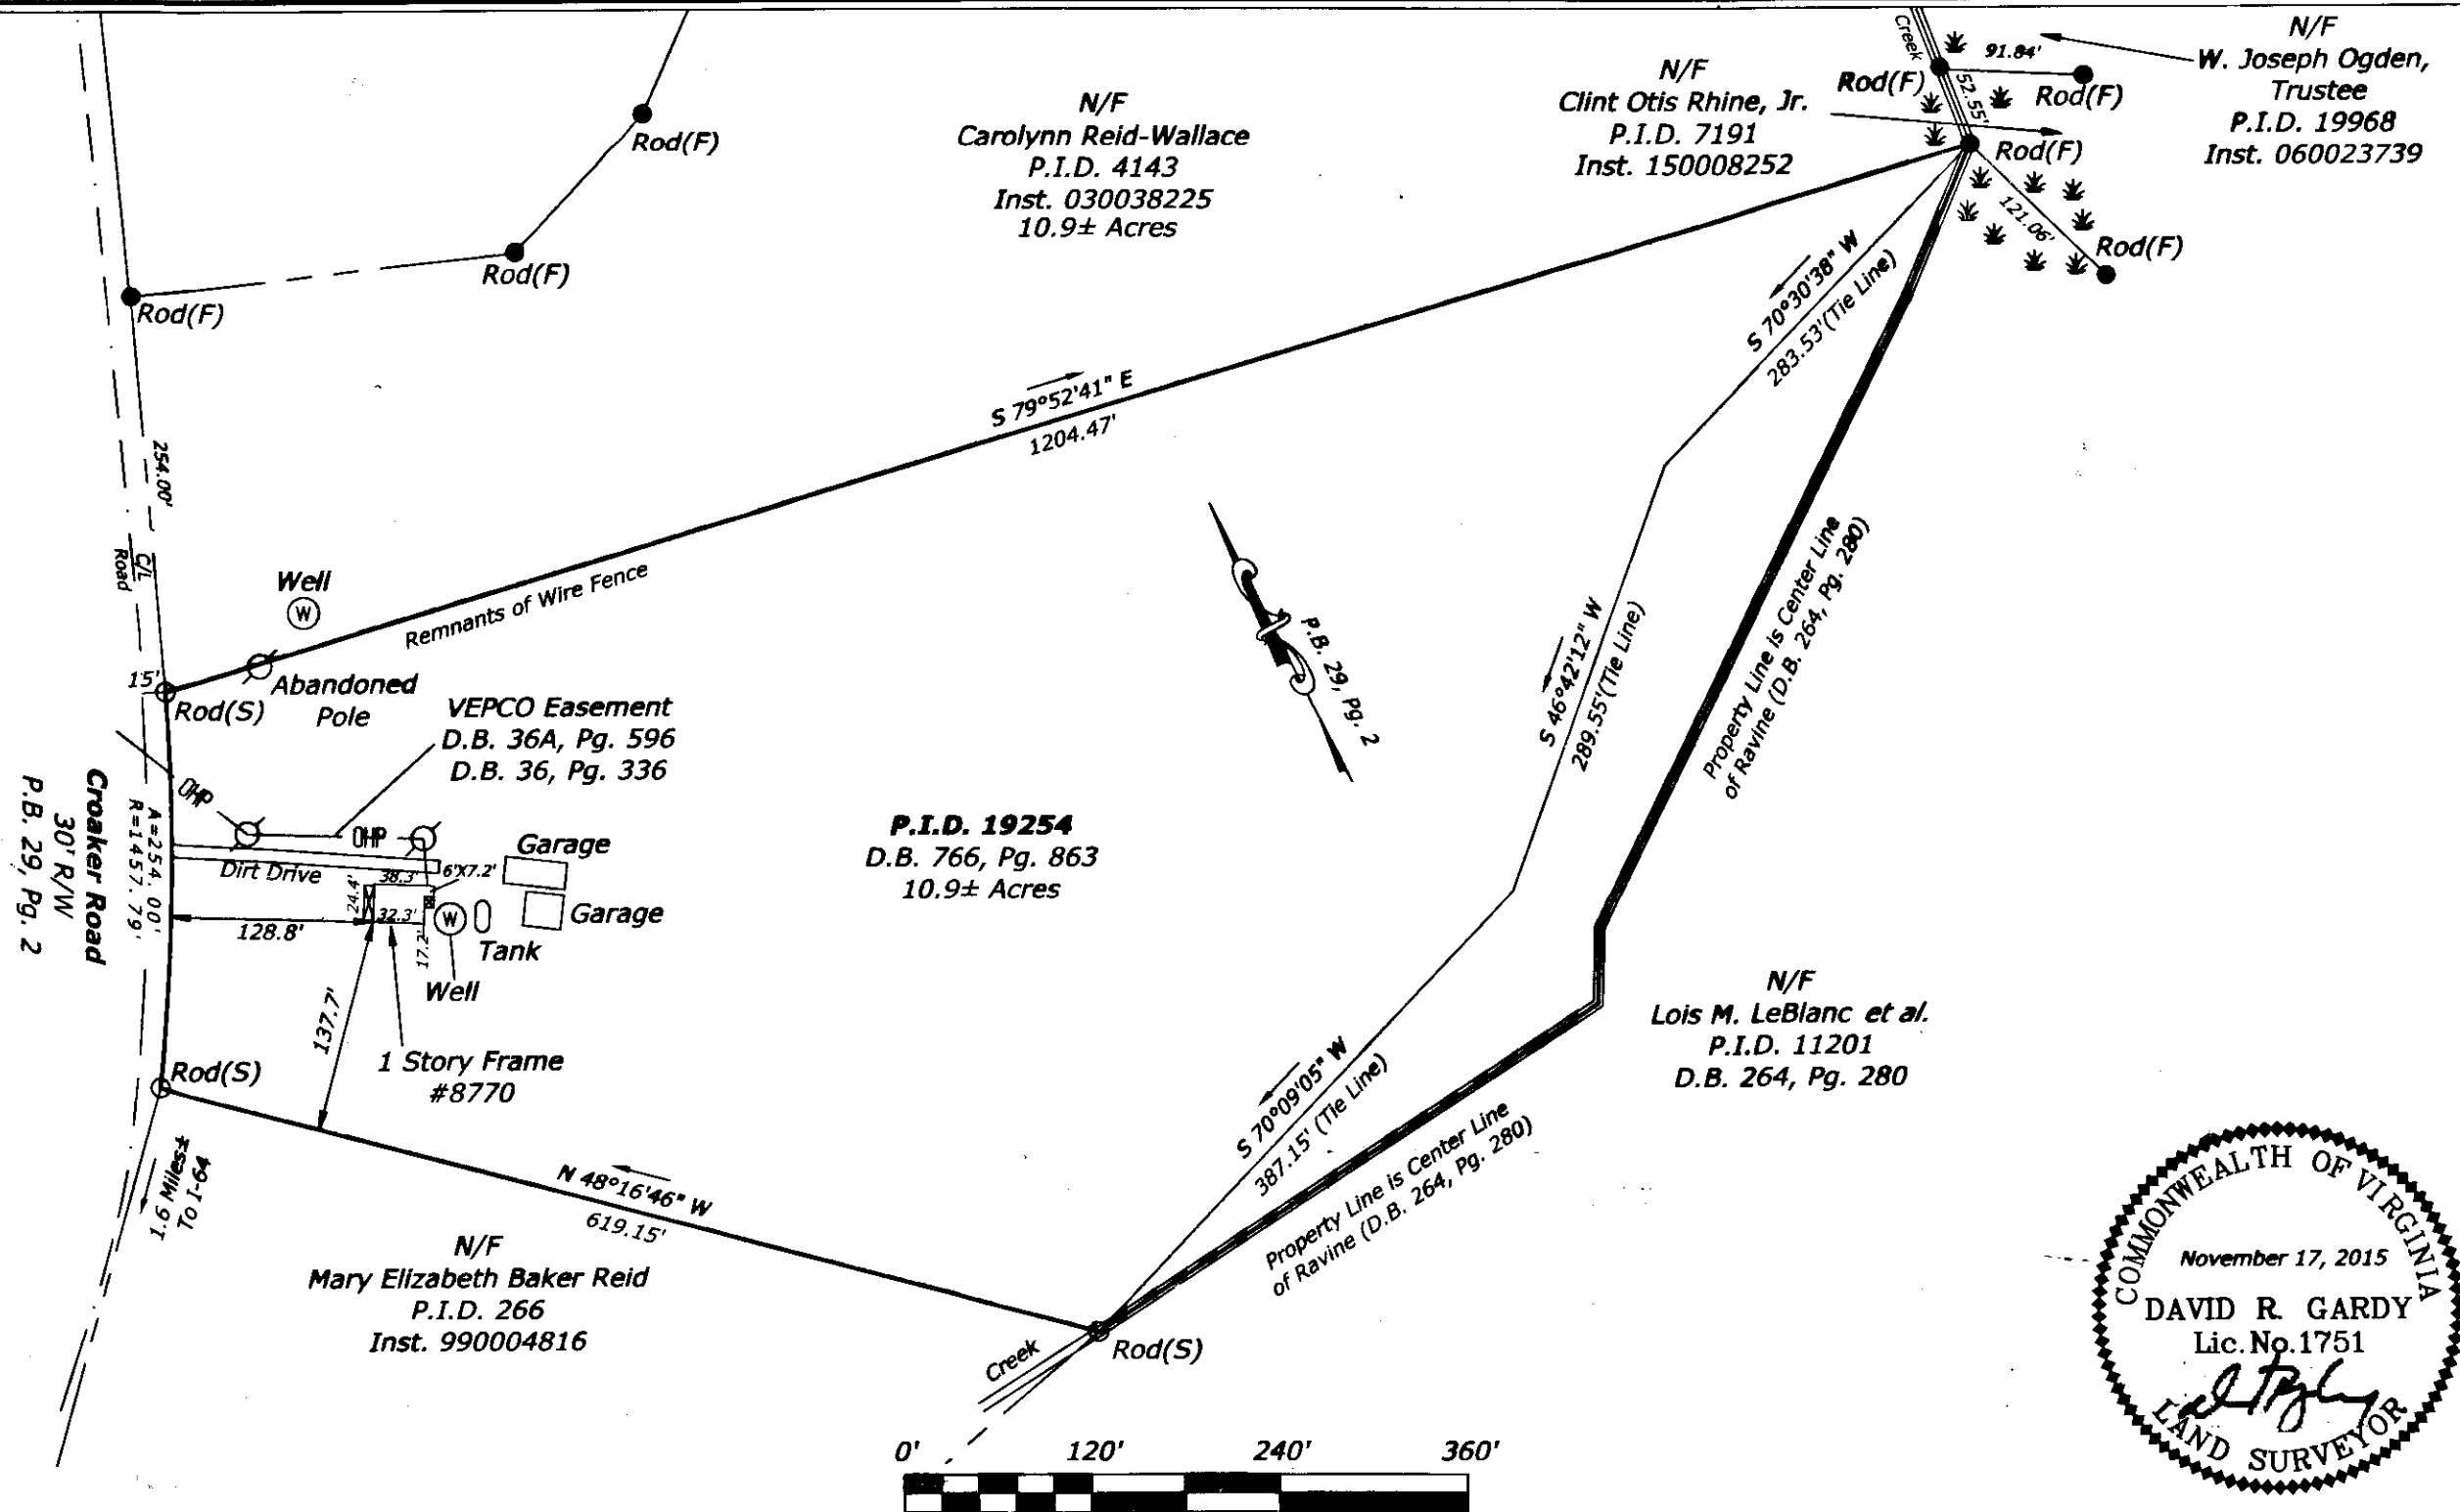 N/F
Carolynn Reid-Wallace
P.I.D. 4143
Inst. 030038225
10.9± Acres
N/F
Clint Otis Rhine, Jr.
P.I.D. 7191
Inst. 150008252
N/F
W. Joseph Ogden,
Trustee
P.I.D. 19968
Inst. 060023739
Creek
91.84'
Rod(F)
Rod(F)
52.55'
Rod(F)
121.06'
Rod(F)
Rod(F)
Rod(F)
Rod(F)
254.00'
C/L
Road
S 79°52'41" E
1204.47'
S 70°30'38" W
283.53'(Tie Line)
Remnants of Wire Fence
Well
W
15'
Rod(S)
Abandoned
Pole
VEPCO Easement
D.B. 36A, Pg. 596
D.B. 36, Pg. 336
P.B. 29, Pg. 2
S 46°42'12" W
289.55'(Tie Line)
Property Line is Center Line
of Ravine (D.B. 264, Pg. 280)
OHP
OHP
Croaker Road
30' R/W
P.B. 29, Pg. 2
A=254.00'
R=1457.79'
Dirt Drive
38.3'
6'X7.2'
24.4'
32.3'
17.2'
128.8'
137.7'
W
Garage
Garage
Tank
Well
1 Story Frame
#8770
P.I.D. 19254
D.B. 766, Pg. 863
10.9± Acres
Rod(S)
1.6 Miles±
To I-64
N 48°16'46" W
619.15'
S 70°09'05" W
387.15' (Tie Line)
Property Line is Center Line
of Ravine (D.B. 264, Pg. 280)
N/F
Lois M. LeBlanc et al.
P.I.D. 11201
D.B. 264, Pg. 280
N/F
Mary Elizabeth Baker Reid
P.I.D. 266
Inst. 990004816
Creek
Rod(S)
0' 120' 240' 360'
COMMONWEALTH OF VIRGINIA
November 17, 2015
DAVID R. GARDY
Lic. No. 1751
LAND SURVEYOR